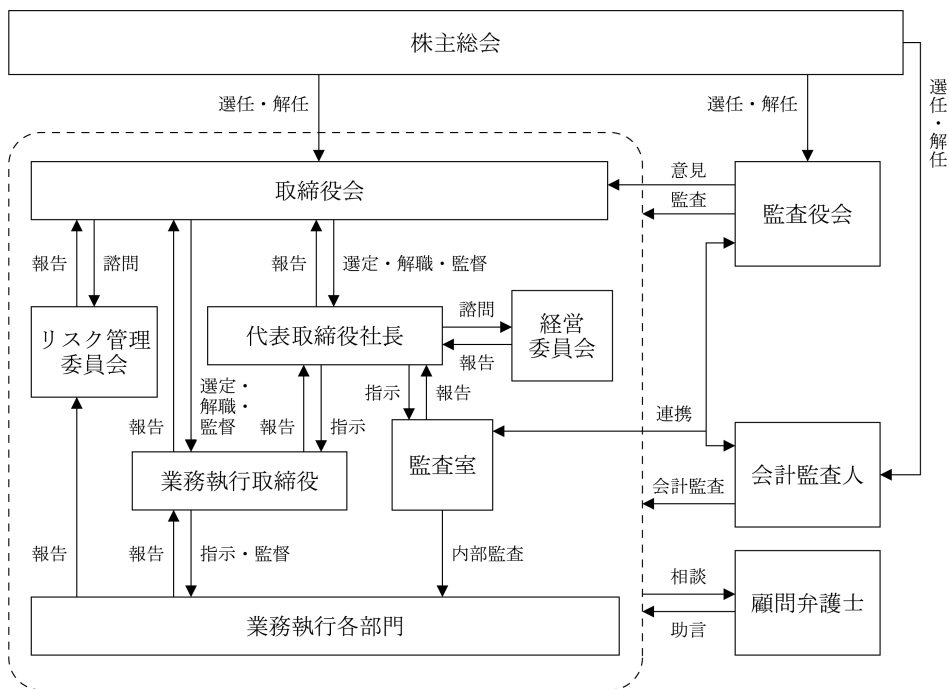 株主総会
選任・解任
選任・解任
選任・解任
取締役会
意見
監査
監査役会
報告
諮問
報告
選定・解職・監督
リスク管理
委員会
代表取締役社長
諮問
報告
経営
委員会
選定・
解職・
監督
報告
報告
指示
指示
報告
連携
業務執行取締役
監査室
会計監査
会計監査人
報告
報告
指示・監督
内部監査
相談
助言
顧問弁護士
業務執行各部門